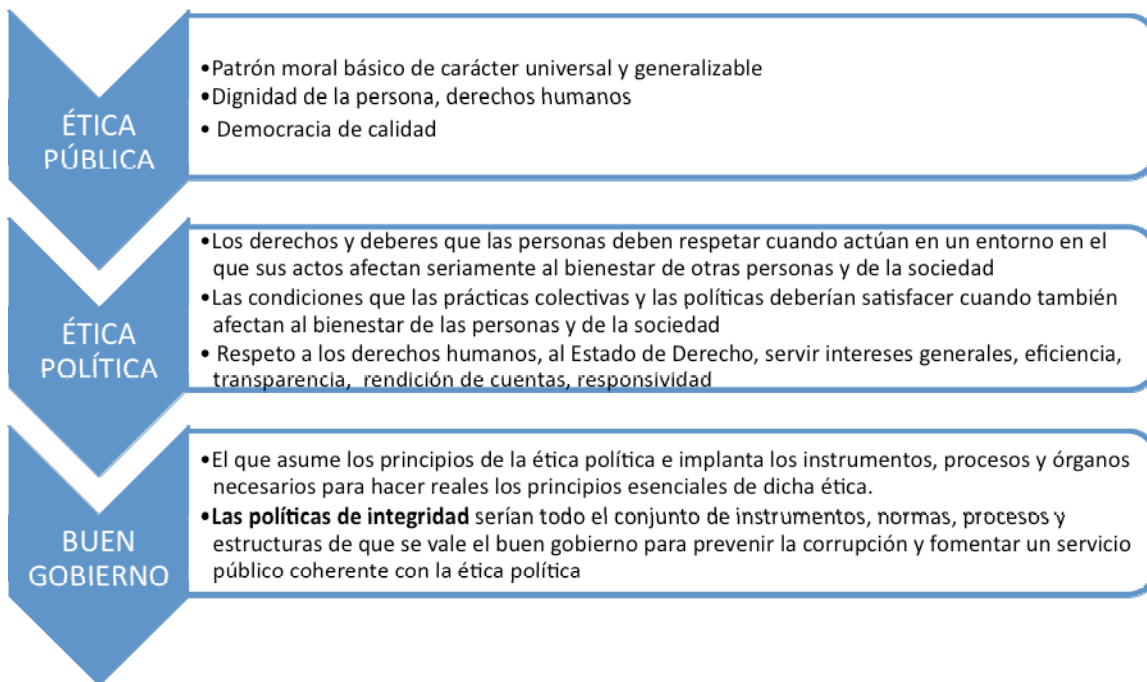 ÉTICA
PÚBLICA
•Patrón moral básico de carácter universal y generalizable
•Dignidad de la persona, derechos humanos
• Democracia de calidad
ÉTICA
POLÍTICA
•Los derechos y deberes que las personas deben respetar cuando actúan en un entorno en el
que sus actos afectan seriamente al bienestar de otras personas y de la sociedad
•Las condiciones que las prácticas colectivas y las políticas deberían satisfacer cuando también
afectan al bienestar de las personas y de la sociedad
• Respeto a los derechos humanos, al Estado de Derecho, servir intereses generales, eficiencia,
transparencia, rendición de cuentas, responsividad
BUEN
GOBIERNO
•El que asume los principios de la ética política e implanta los instrumentos, procesos y órganos
necesarios para hacer reales los principios esenciales de dicha ética.
•Las políticas de integridad serían todo el conjunto de instrumentos, normas, procesos y
estructuras de que se vale el buen gobierno para prevenir la corrupción y fomentar un servicio
público coherente con la ética política